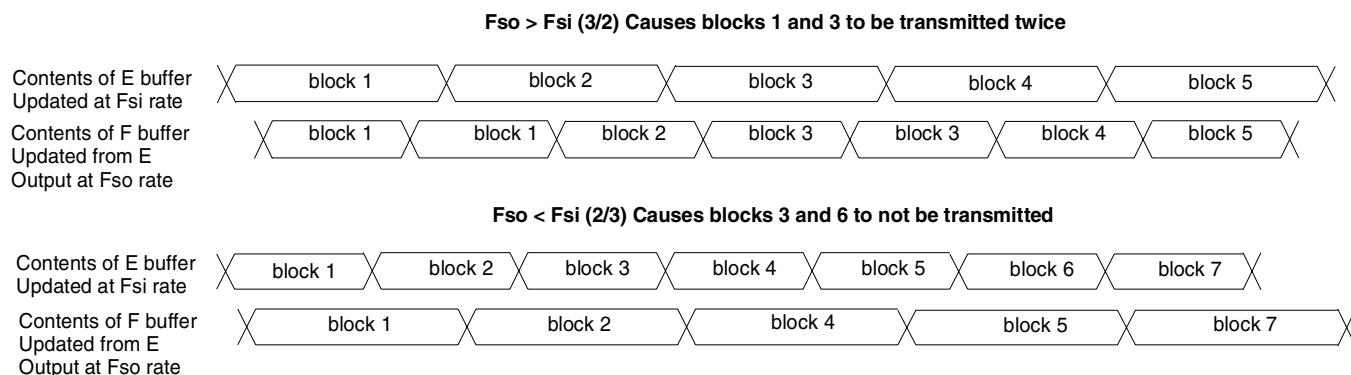 Fso > Fsi (3/2) Causes blocks 1 and 3 to be transmitted twice
Contents of E buffer
Updated at Fsi rate
block 1 block 2 block 3 block 4 block 5
Contents of F buffer
Updated from E
Output at Fso rate
block 1 block 1 block 2 block 3 block 3 block 4 block 5
Fso < Fsi (2/3) Causes blocks 3 and 6 to not be transmitted
Contents of E buffer
Updated at Fsi rate
block 1 block 2 block 3 block 4 block 5 block 6 block 7
Contents of F buffer
Updated from E
Output at Fso rate
block 1 block 2 block 4 block 5 block 7